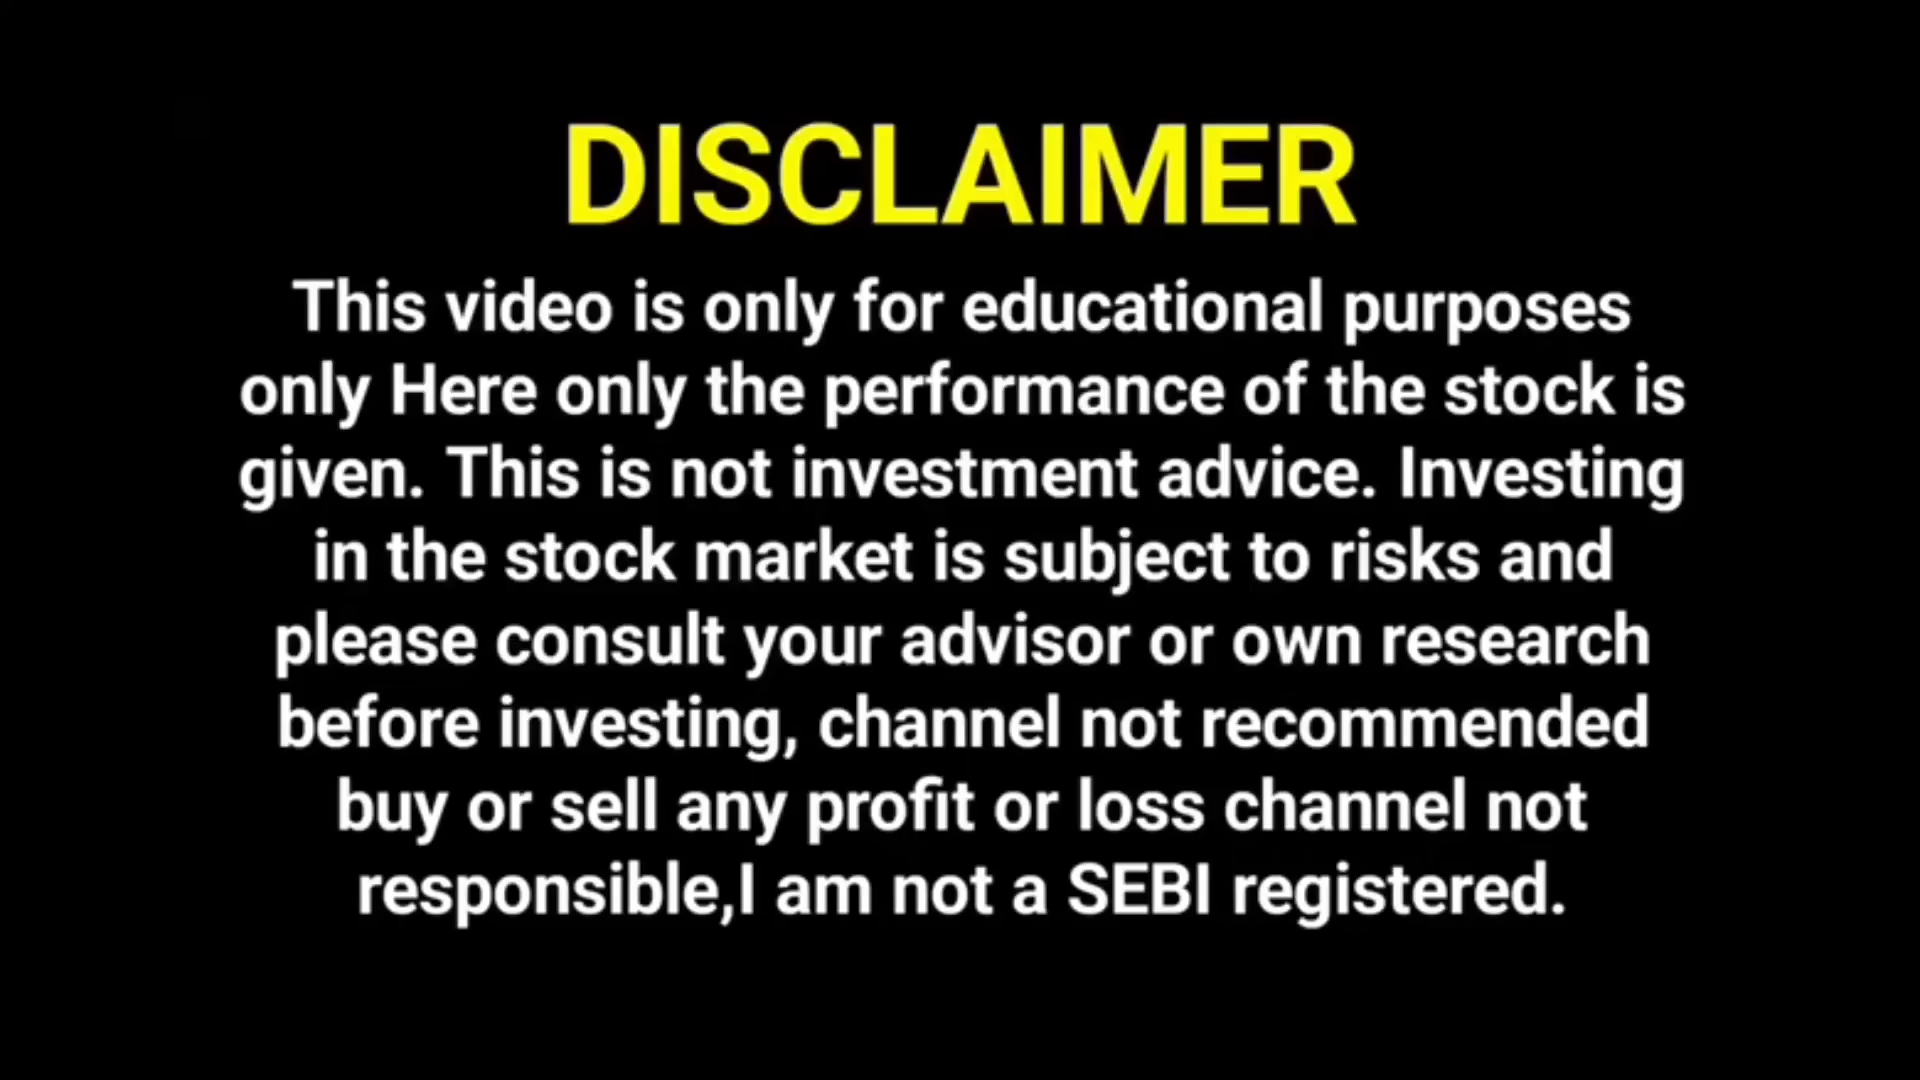 DISCLAIMER
This video is only for educational purposes
only Here only the performance of the stock is
given. This is not investment advice. Investing
in the stock market is subject to risks and
please consult your advisor or own research
before investing, channel not recommended
buy or sell any profit or loss channel not
responsible,I am not a SEBI registered.